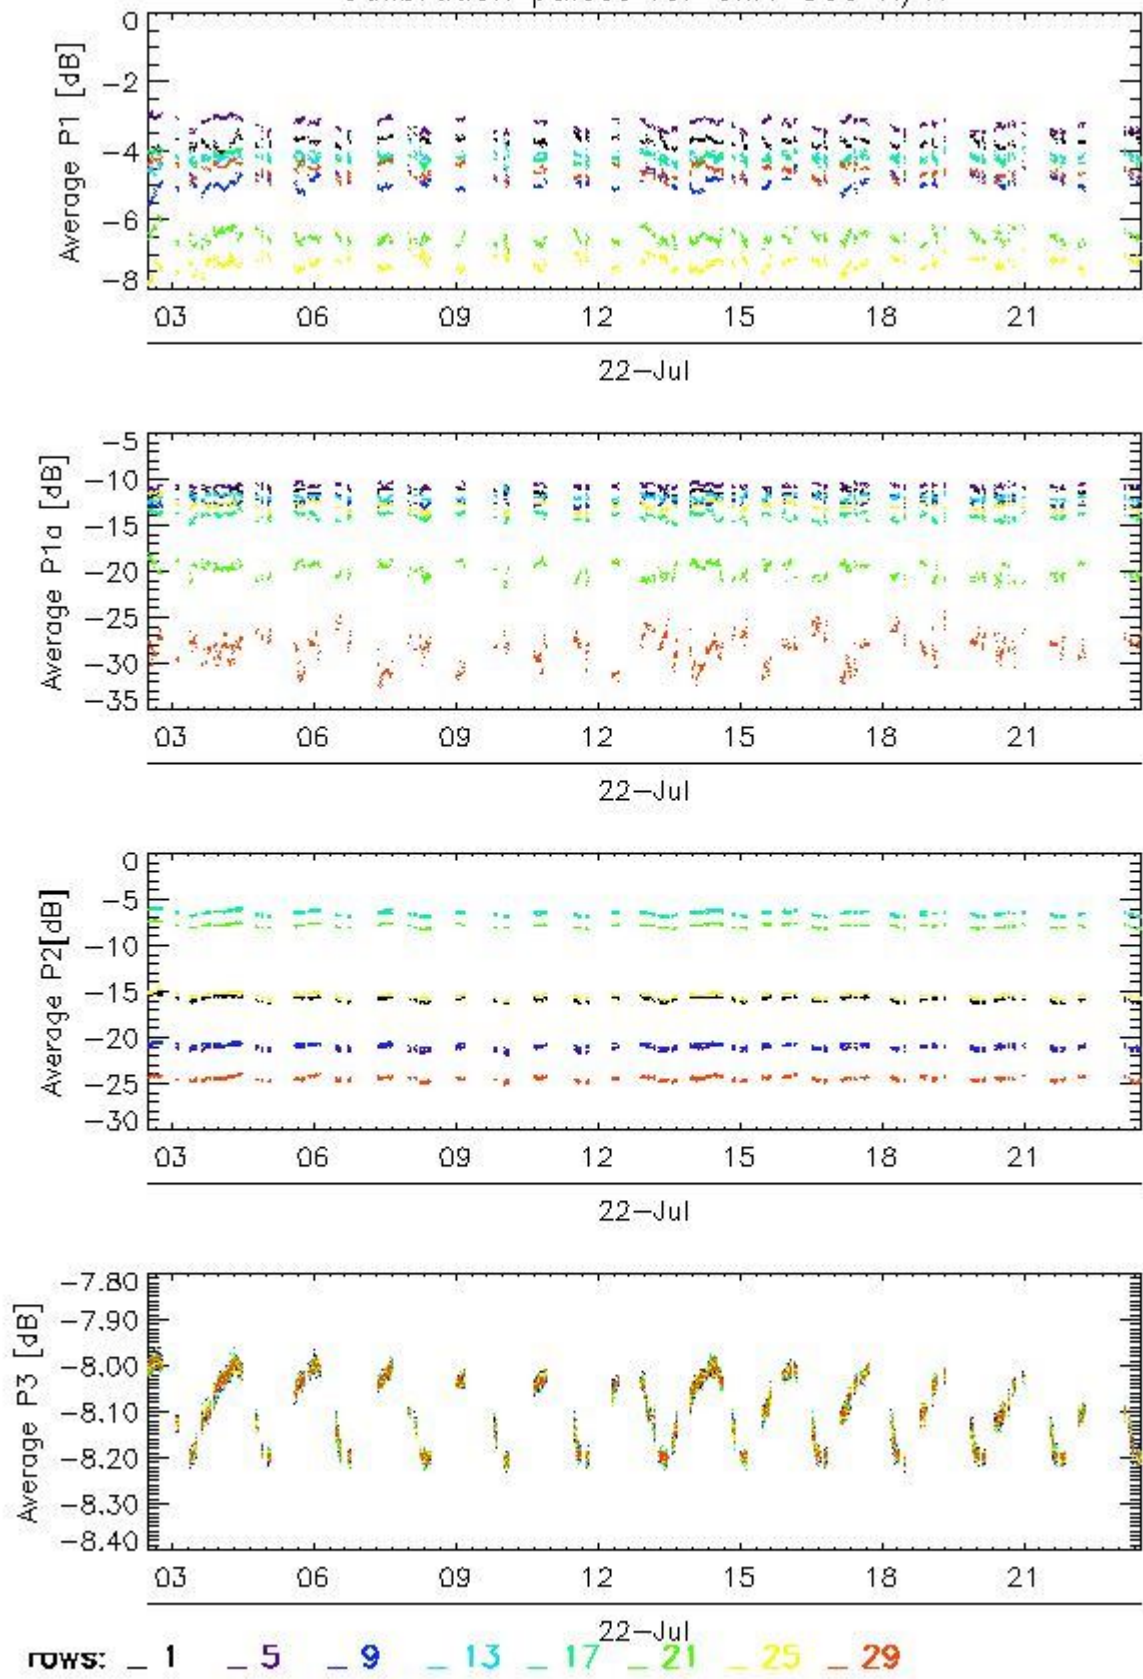 Average P1 [dB]
0
−2
−4
−6
−8
03 06 09 12 15 18 21
22−Jul
Average P1a [dB]
−5
−10
−15
−20
−25
−30
−35
03 06 09 12 15 18 21
22−Jul
Average P2[dB]
0
−5
−10
−15
−20
−25
−30
03 06 09 12 15 18 21
22−Jul
Average P3 [dB]
−7.80
−7.90
−8.00
−8.10
−8.20
−8.30
−8.40
03 06 09 12 15 18 21
22−Jul
rows: _ 1 _ 5 _ 9 _ 13 _ 17 _ 21 _ 25 _ 29